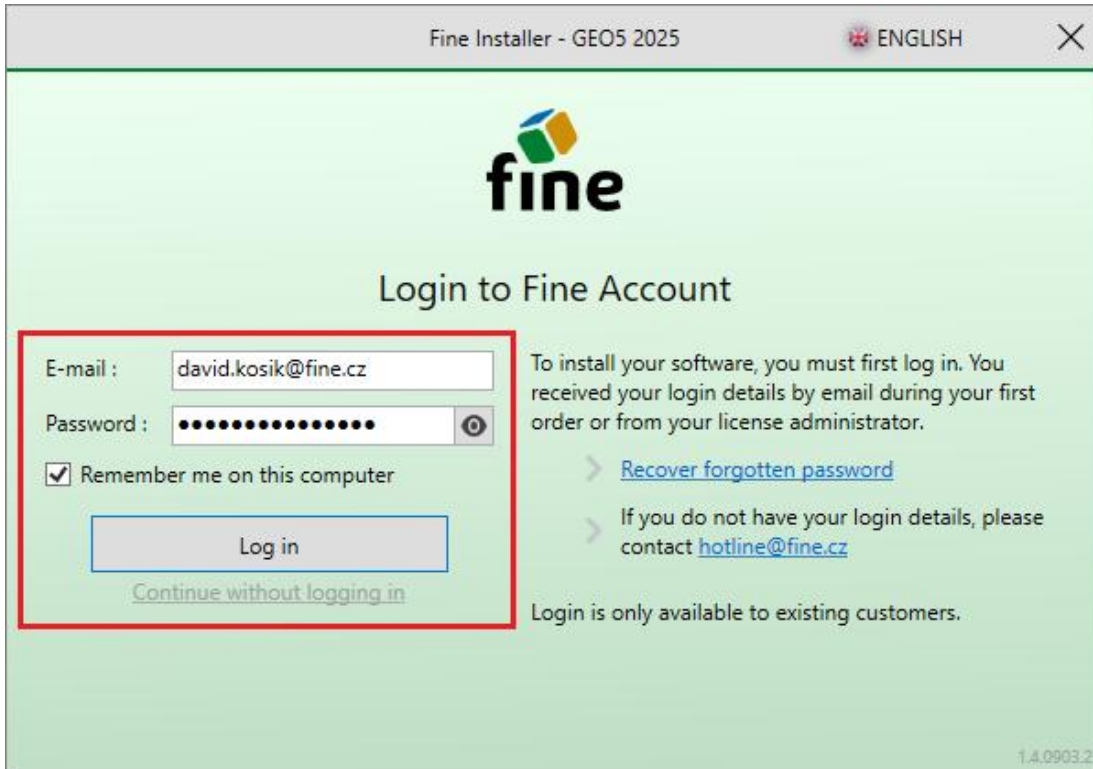 Fine Installer - GEO5 2025
ENGLISH
fine
Login to Fine Account
E-mail :
david.kosik@fine.cz
Password :
•••••••••••••••
Remember me on this computer
Log in
Continue without logging in
To install your software, you must first log in. You
received your login details by email during your first
order or from your license administrator.
Recover forgotten password
If you do not have your login details, please
contact hotline@fine.cz
Login is only available to existing customers.
1.4.0903.2